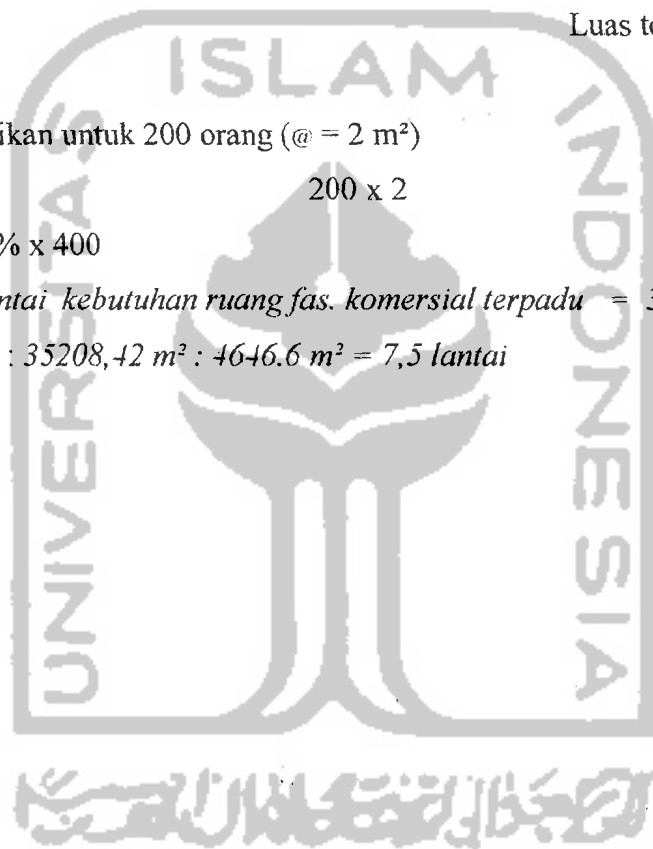 Luas to
ISLAM
UNIVERSITAS
INDONESIA
ikan untuk 200 orang (@ = 2 m²)
200 x 2
% x 400
ntai kebutuhan ruang fas. komersial terpadu = 3
: 35208,42 m² : 4646.6 m² = 7,5 lantai